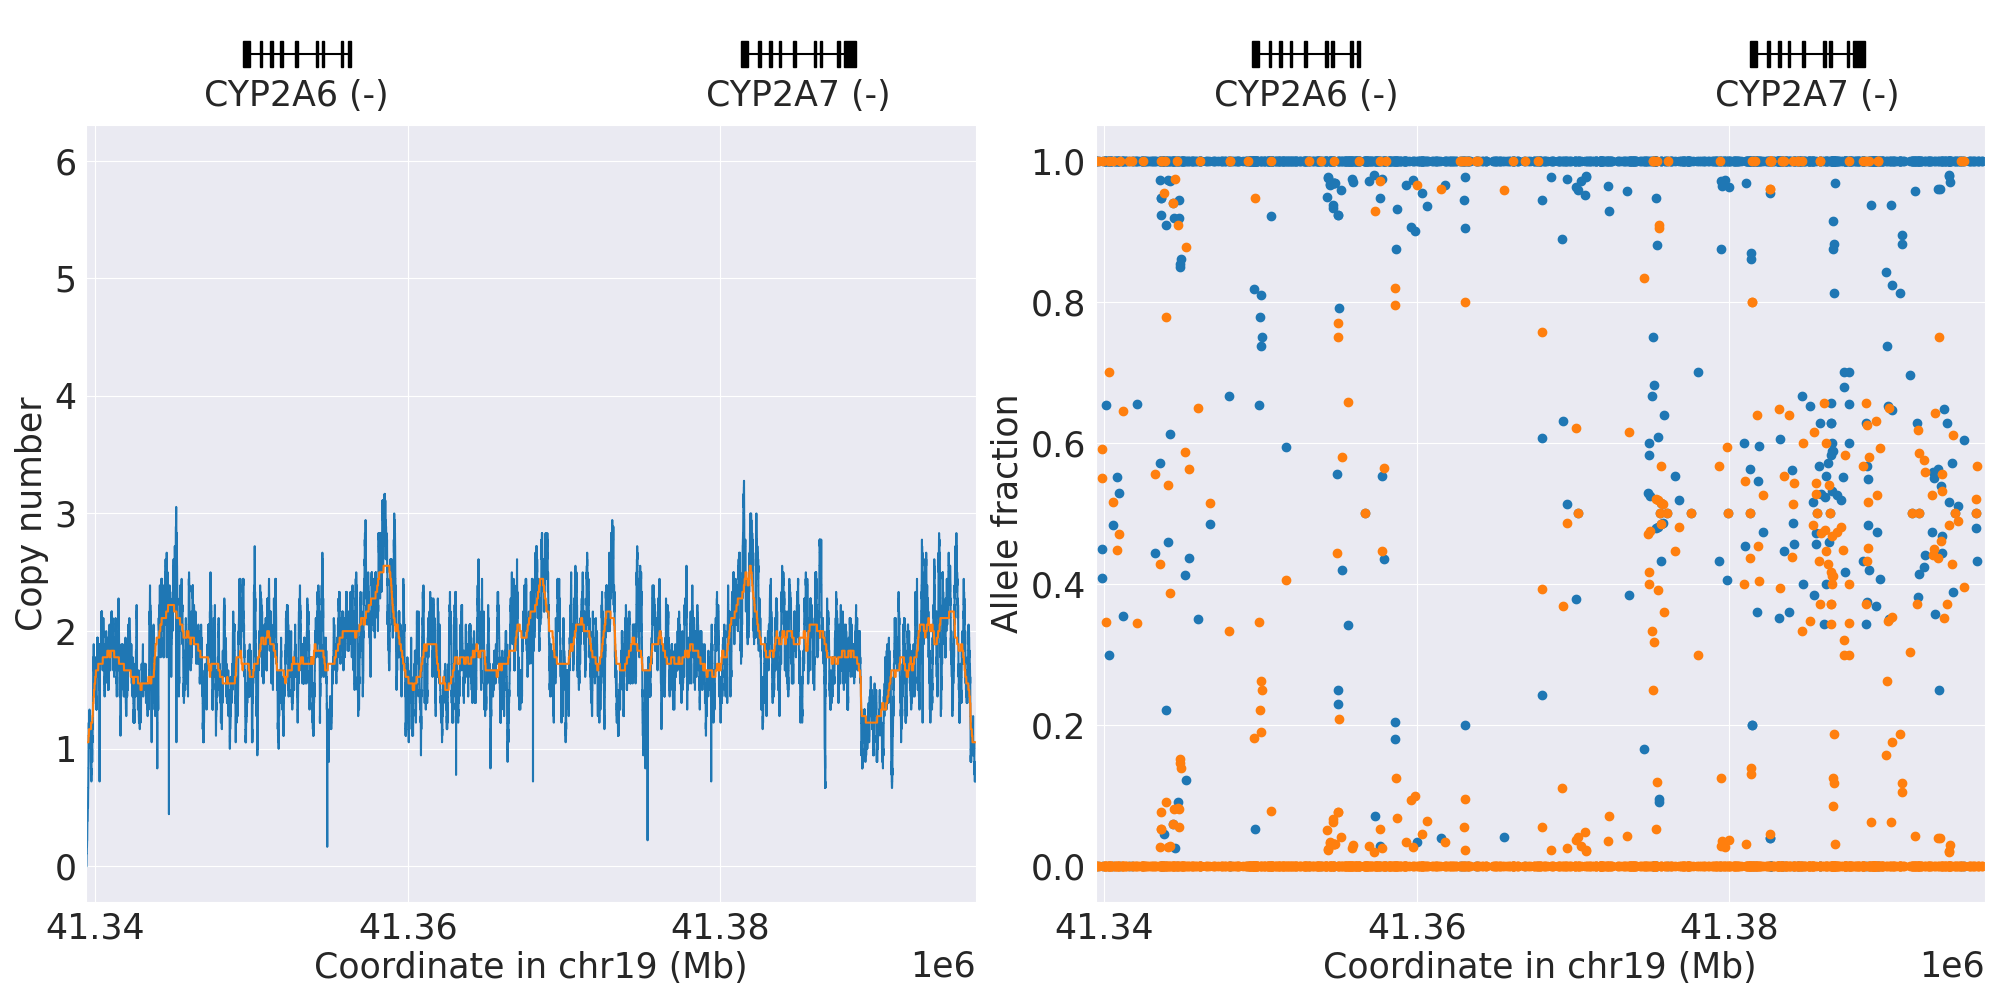 CYP2A6 (-)
CYP2A7 (-)
Copy number
6
5
4
3
2
1
0
41.34
41.36
41.38
Coordinate in chr19 (Mb)
1e6
CYP2A6 (-)
CYP2A7 (-)
Allele fraction
1.0
0.8
0.6
0.4
0.2
0.0
41.34
41.36
41.38
Coordinate in chr19 (Mb)
1e6